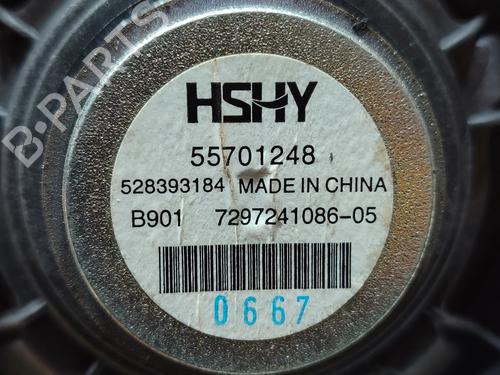 B-PARTS
HSHY
55701248
528393184 MADE IN CHINA
B901 7297241086-05
0667